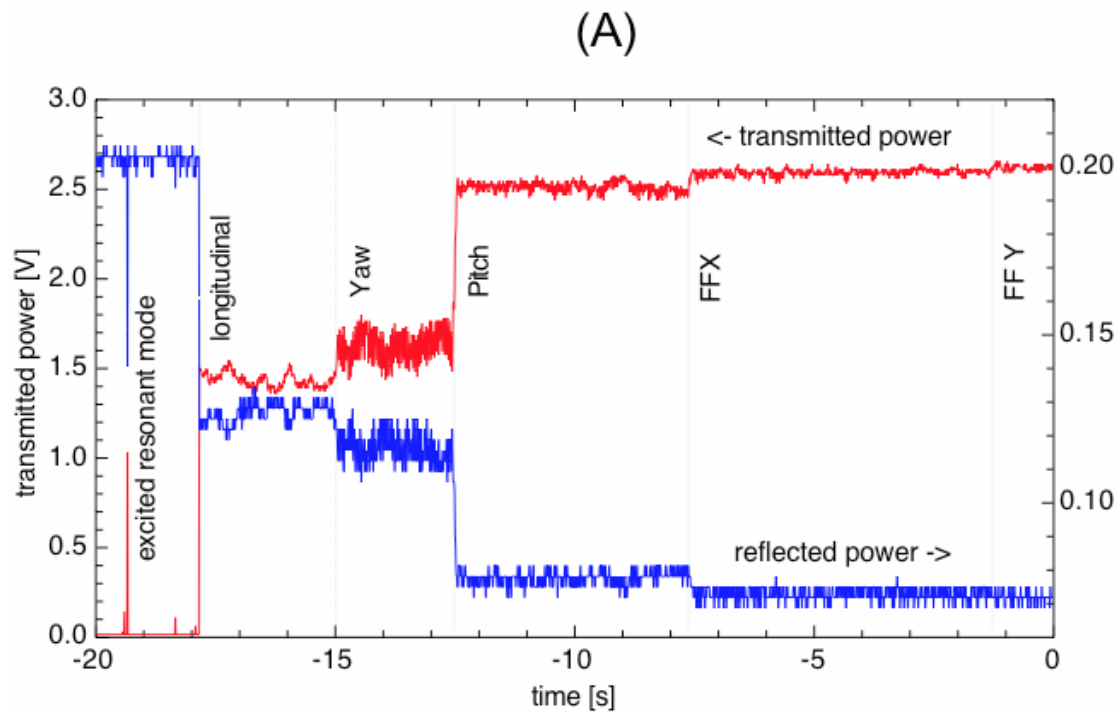 (A)
3.0
2.5
2.0
1.5
1.0
0.5
0.0
transmitted power [V]
<- transmitted power
reflected power ->
excited resonant mode
longitudinal
Yaw
Pitch
FFX
FF Y
0.20
0.15
0.10
-20
-15
-10
-5
0
time [s]